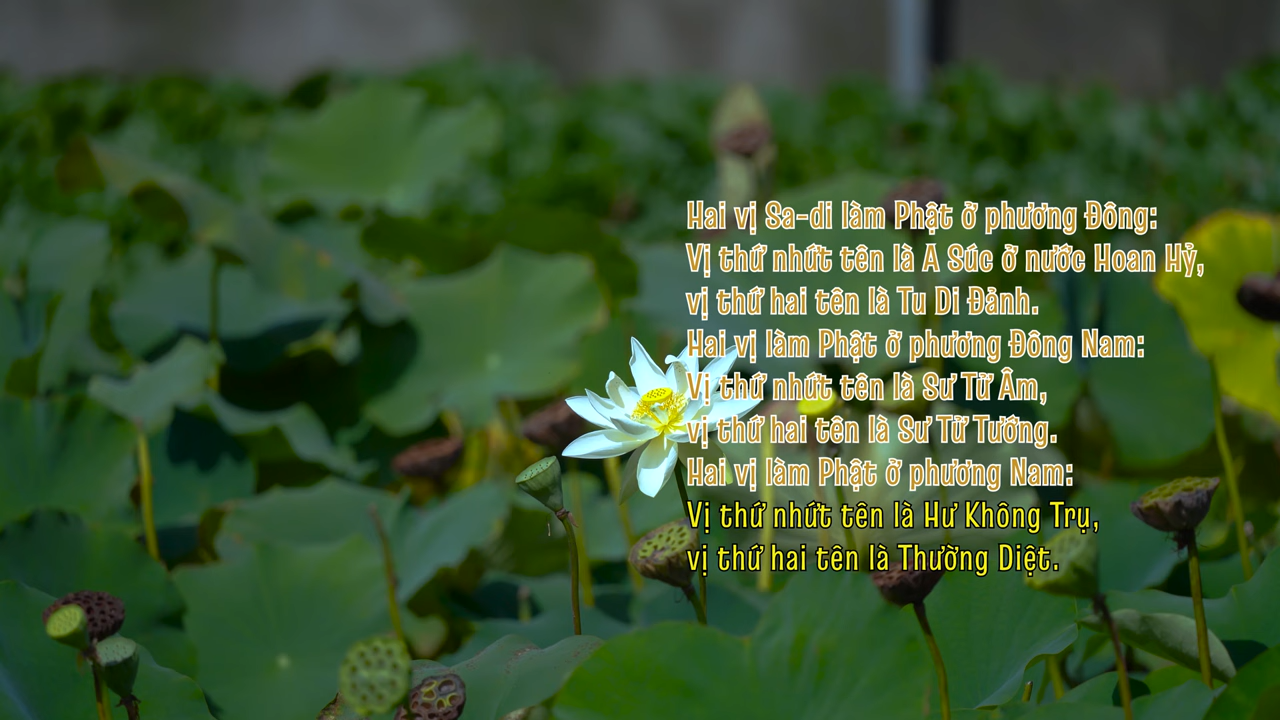 Hai vị Sa-di làm Phật ở phương Đông:
Vị thứ nhứt tên là A Súc ở nước Hoan Hỷ,
vị thứ hai tên là Tu Di Đảnh.
Hai vị làm Phật ở phương Đông Nam:
Vị thứ nhứt tên là Sư Tử Âm,
vị thứ hai tên là Sư Tử Tướng.
Hai vị làm Phật ở phương Nam:
Vị thứ nhứt tên là Hư Không Trụ,
vị thứ hai tên là Thường Diệt.